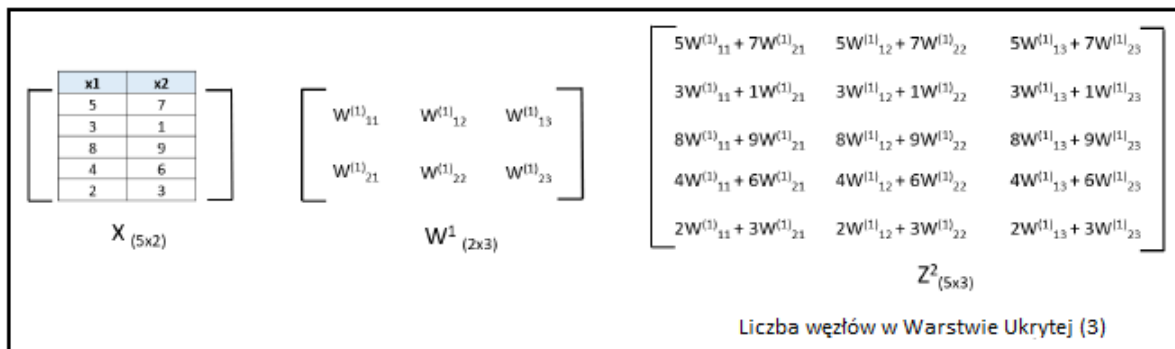 x1 x2
5 7
3 1
8 9
4 6
2 3
X (5x2)
W⁽¹⁾₁₁ W⁽¹⁾₁₂ W⁽¹⁾₁₃
W⁽¹⁾₂₁ W⁽¹⁾₂₂ W⁽¹⁾₂₃
W¹ (2x3)
5W⁽¹⁾₁₁ + 7W⁽¹⁾₂₁ 5W⁽¹⁾₁₂ + 7W⁽¹⁾₂₂ 5W⁽¹⁾₁₃ + 7W⁽¹⁾₂₃
3W⁽¹⁾₁₁ + 1W⁽¹⁾₂₁ 3W⁽¹⁾₁₂ + 1W⁽¹⁾₂₂ 3W⁽¹⁾₁₃ + 1W⁽¹⁾₂₃
8W⁽¹⁾₁₁ + 9W⁽¹⁾₂₁ 8W⁽¹⁾₁₂ + 9W⁽¹⁾₂₂ 8W⁽¹⁾₁₃ + 9W⁽¹⁾₂₃
4W⁽¹⁾₁₁ + 6W⁽¹⁾₂₁ 4W⁽¹⁾₁₂ + 6W⁽¹⁾₂₂ 4W⁽¹⁾₁₃ + 6W⁽¹⁾₂₃
2W⁽¹⁾₁₁ + 3W⁽¹⁾₂₁ 2W⁽¹⁾₁₂ + 3W⁽¹⁾₂₂ 2W⁽¹⁾₁₃ + 3W⁽¹⁾₂₃
Z²(5x3)
Liczba węzłów w Warstwie Ukrytej (3)